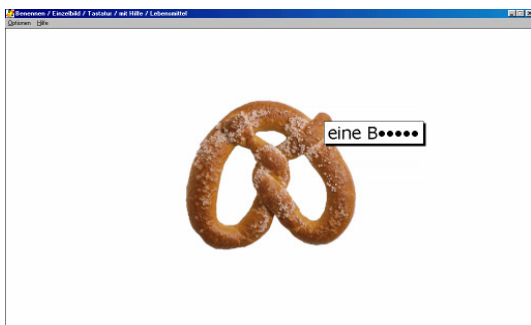 Benennen / Einzelbild / Tastatur / mit Hilfe / Lebensmittel
Optionen Hilfe
eine B●●●●●